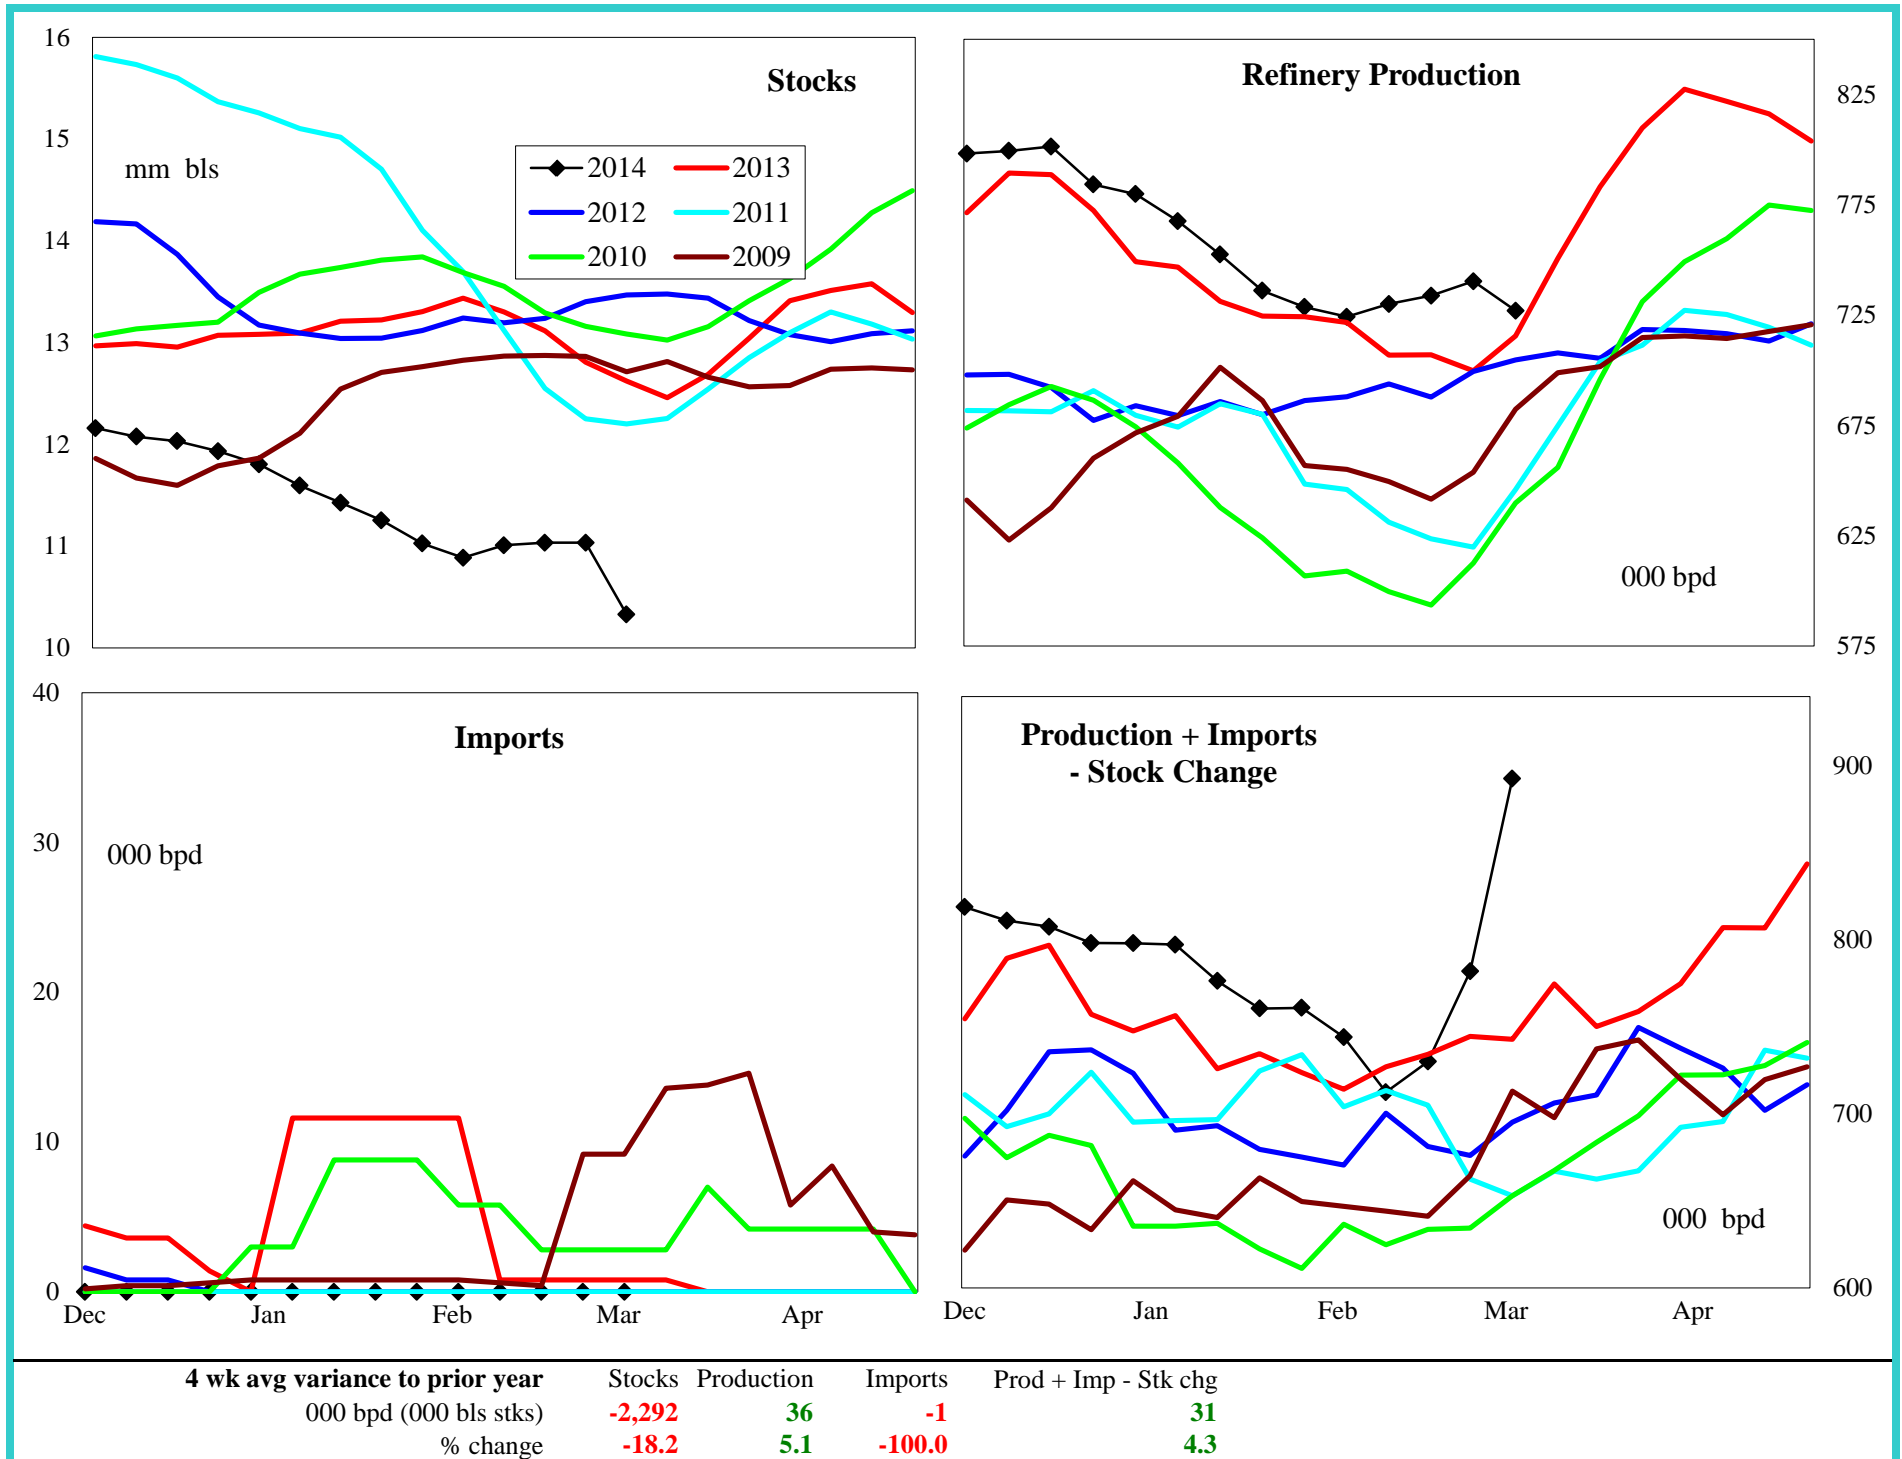 Stocks
mm bls
16
15
14
13
12
11
10
2014
2013
2012
2011
2010
2009
Refinery Production
000 bpd
825
775
725
675
625
575
Imports
000 bpd
40
30
20
10
0
Dec Jan Feb Mar Apr
Production + Imports
- Stock Change
000 bpd
900
800
700
600
Dec Jan Feb Mar Apr
4 wk avg variance to prior year Stocks Production Imports Prod + Imp - Stk chg
000 bpd (000 bls stks) -2,292 36 -1 31
% change -18.2 5.1 -100.0 4.3